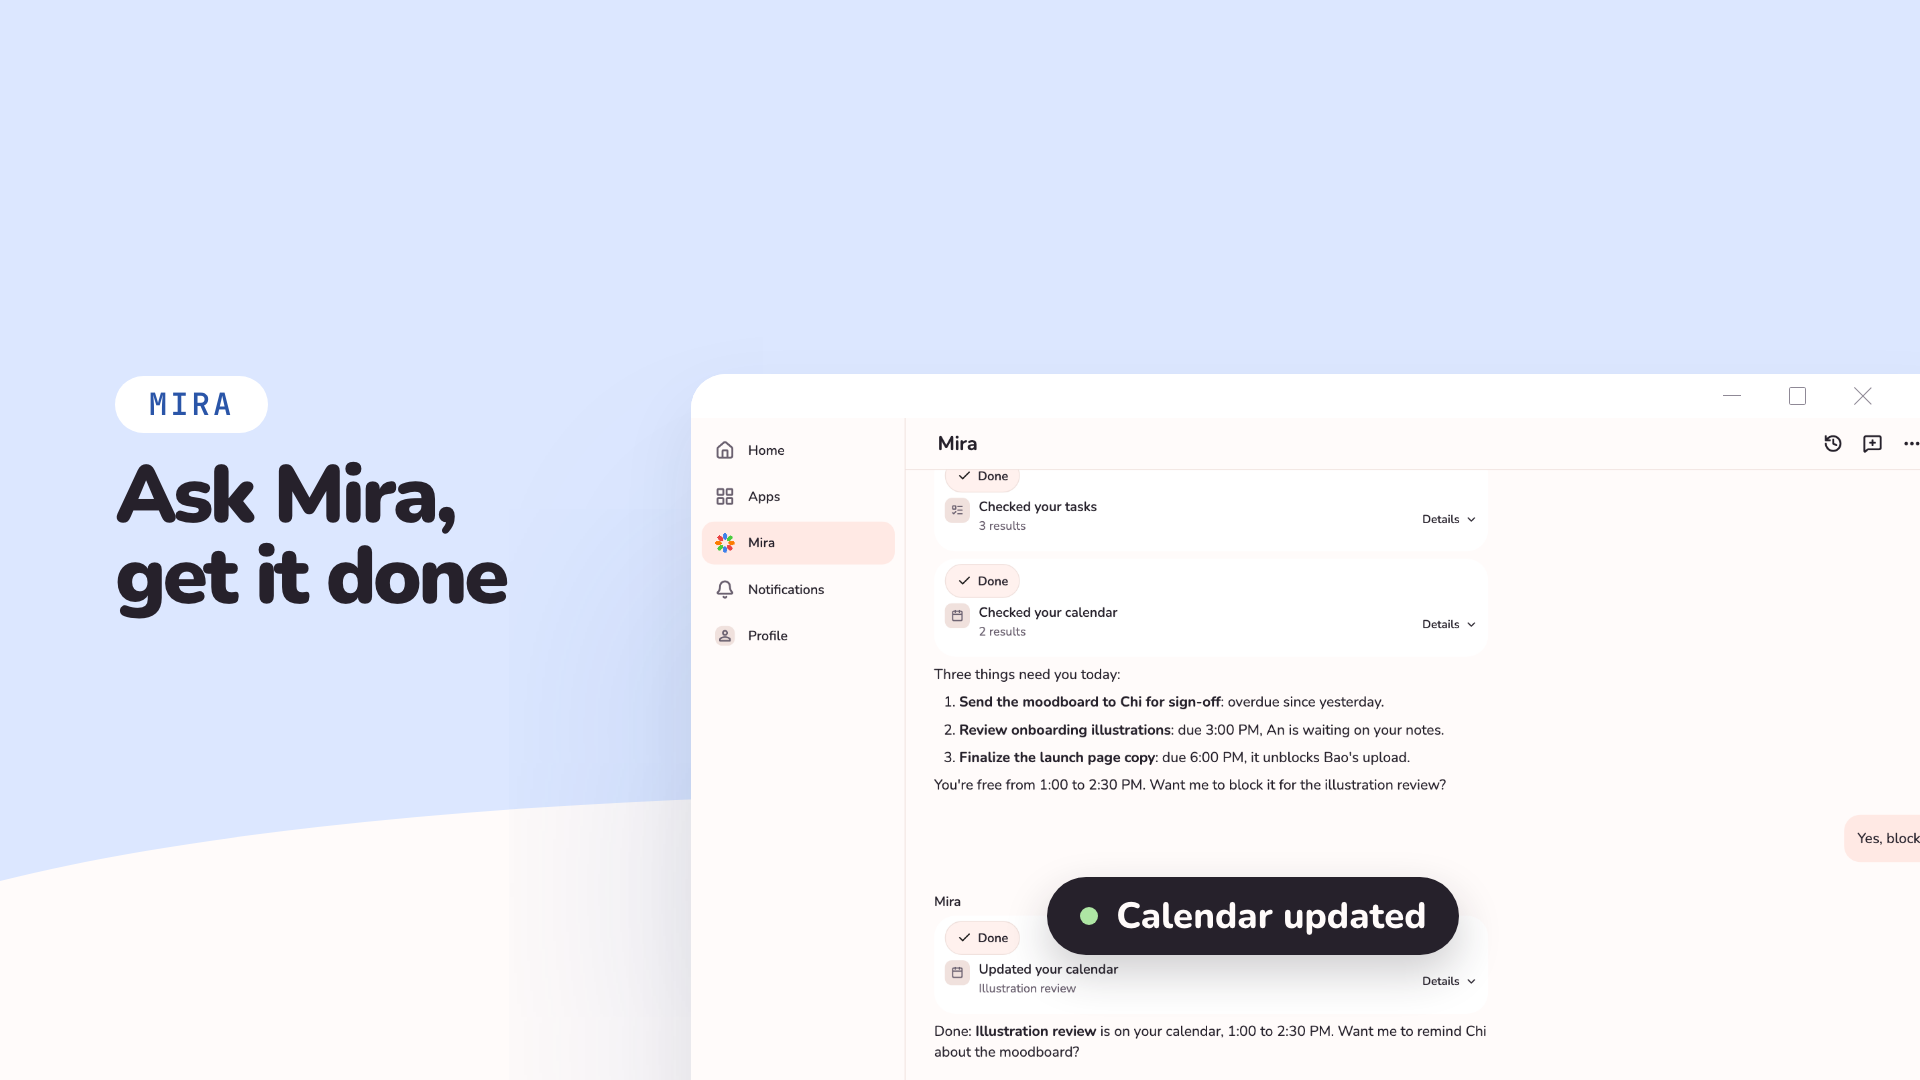 MIRA
Ask Mira,
get it done
Home
Apps
Mira
Notifications
Profile
Mira
Done
Checked your tasks
3 results
Details
Done
Checked your calendar
2 results
Details
Three things need you today:
1. Send the moodboard to Chi for sign-off: overdue since yesterday.
2. Review onboarding illustrations: due 3:00 PM, An is waiting on your notes.
3. Finalize the launch page copy: due 6:00 PM, it unblocks Bao's upload.
You're free from 1:00 to 2:30 PM. Want me to block it for the illustration review?
Yes, block
Mira
Calendar updated
Done
Updated your calendar
Illustration review
Details
Done: Illustration review is on your calendar, 1:00 to 2:30 PM. Want me to remind Chi
about the moodboard?